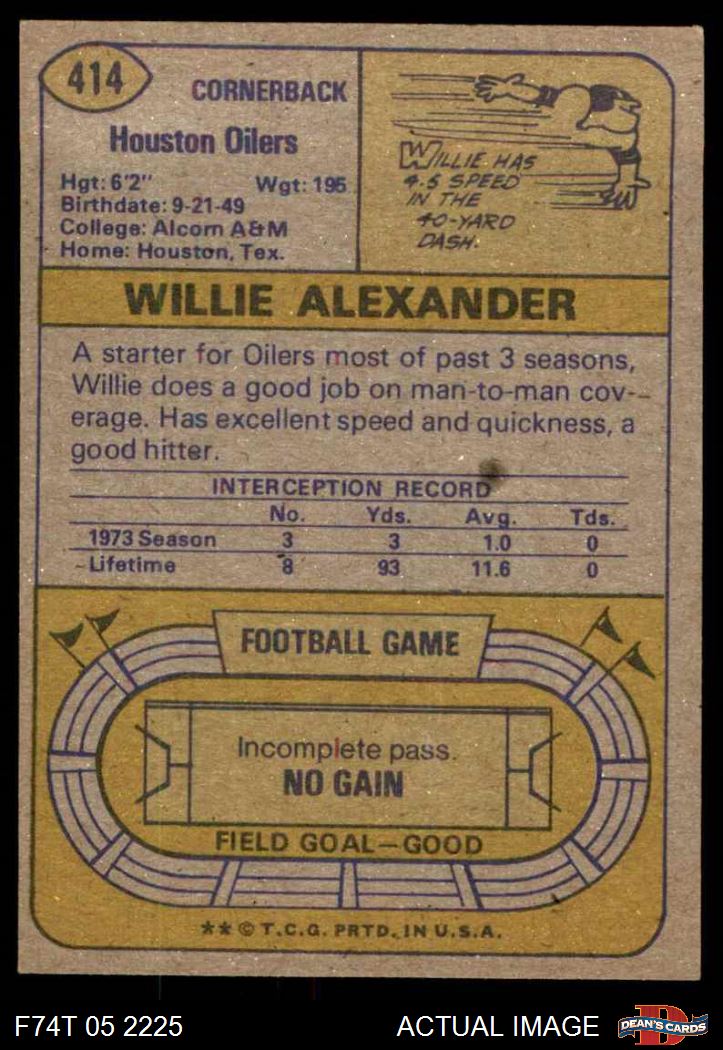 414
CORNERBACK
Houston Oilers
Hgt: 6'2" Wgt: 195
Birthdate: 9-21-49
College: Alcorn A&M
Home: Houston, Tex.
WILLIE HAS
4.5 SPEED
IN THE
40-YARD
DASH.
WILLIE ALEXANDER
A starter for Oilers most of past 3 seasons,
Willie does a good job on man-to-man cov-
erage. Has excellent speed and quickness, a
good hitter.
INTERCEPTION RECORD
No. Yds. Avg. Tds.
1973 Season 3 3 1.0 0
Lifetime 8 93 11.6 0
FOOTBALL GAME
Incomplete pass.
NO GAIN
FIELD GOAL—GOOD
** © T.C.G. PRTD. IN U.S.A.
F74T 05 2225 ACTUAL IMAGE D DEAN'S CARDS